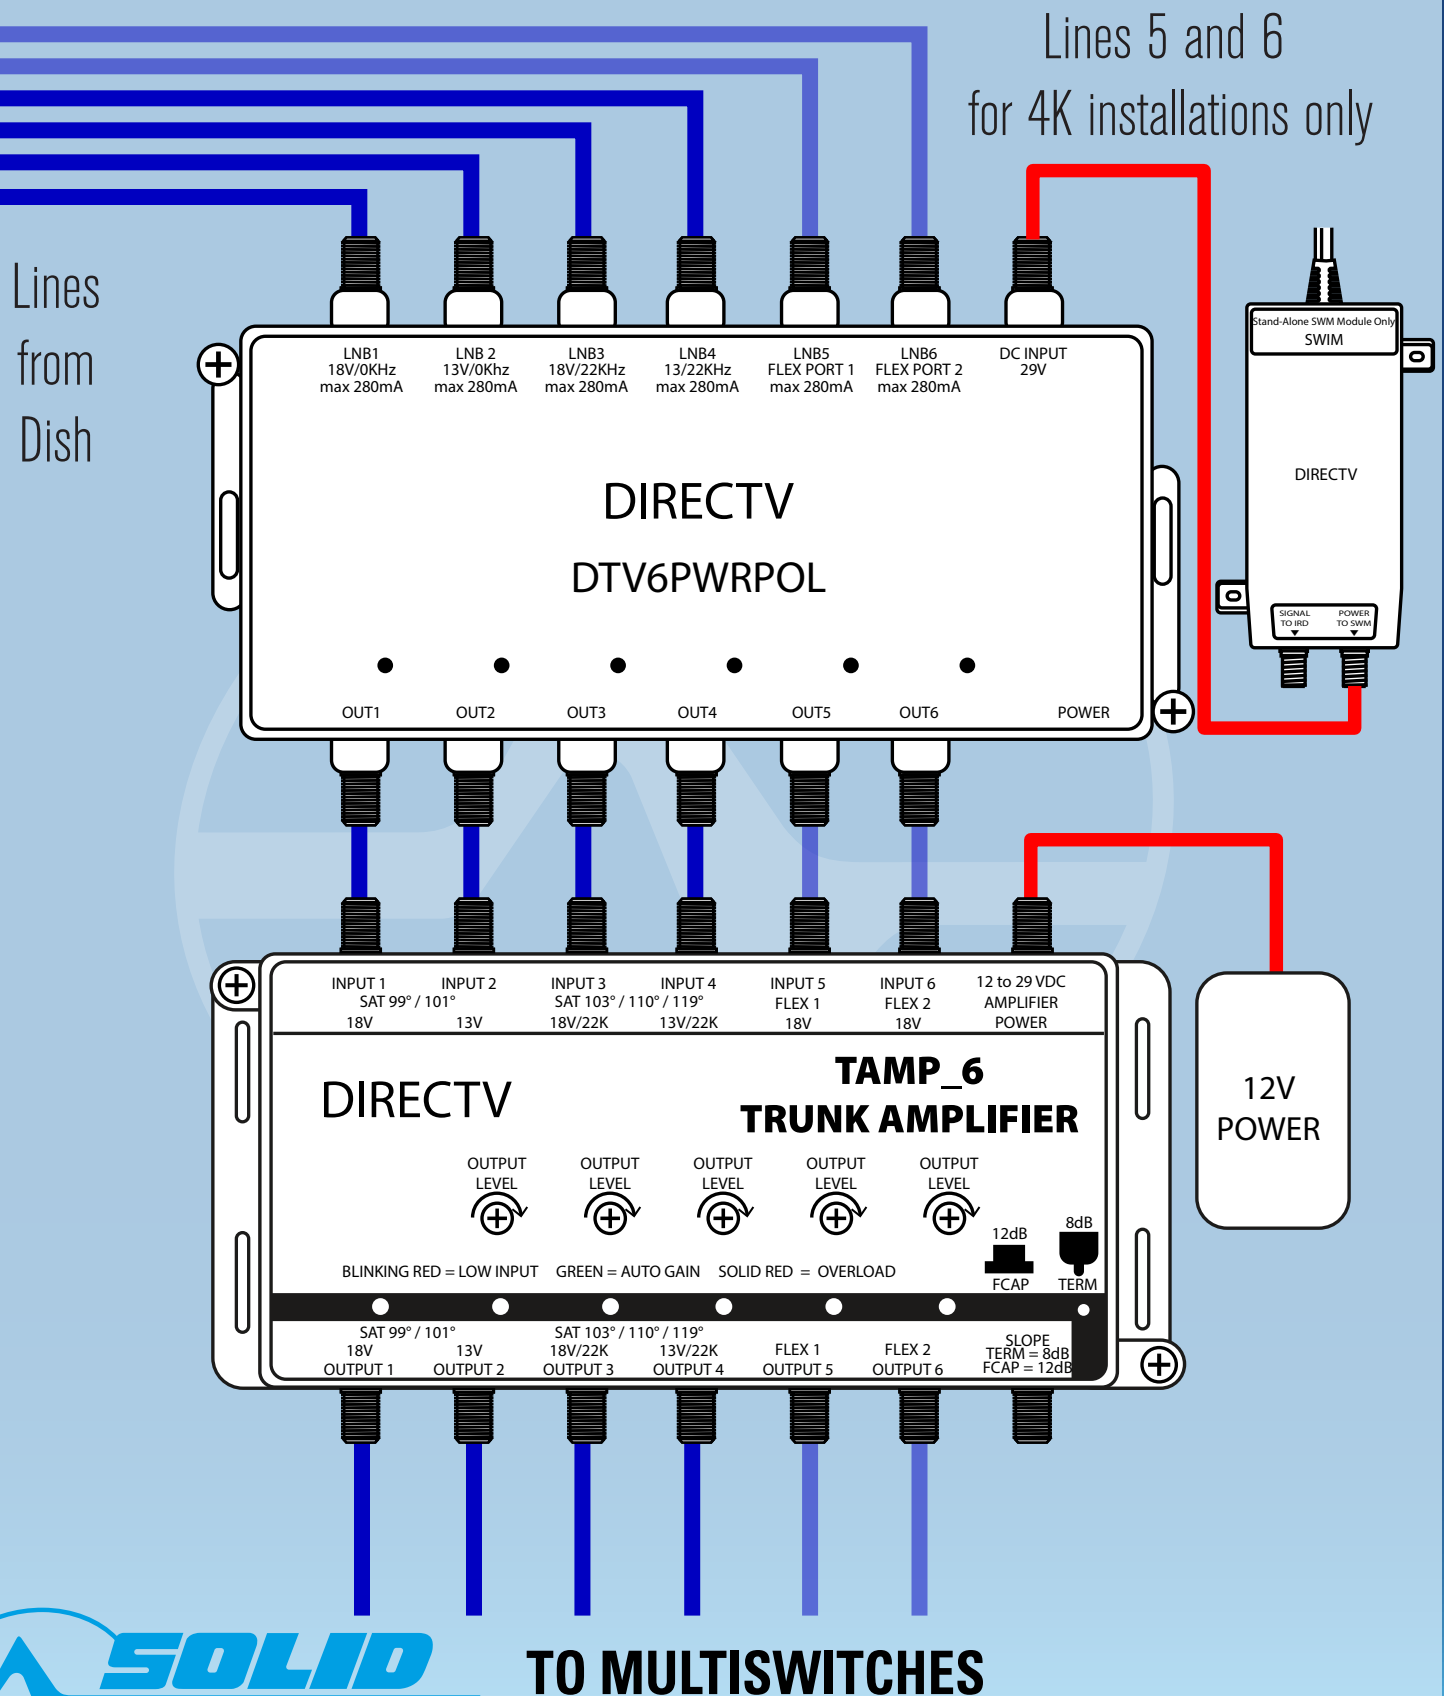 Lines 5 and 6
for 4K installations only
Lines
from
Dish
LNB1
18V/0KHz
max 280mA
LNB 2
13V/0Khz
max 280mA
LNB3
18V/22KHz
max 280mA
LNB4
13/22KHz
max 280mA
LNB5
FLEX PORT 1
max 280mA
LNB6
FLEX PORT 2
max 280mA
DC INPUT
29V
DIRECTV
DTV6PWRPOL
OUT1
OUT2
OUT3
OUT4
OUT5
OUT6
POWER
Stand-Alone SWM Module Only
SWIM
DIRECTV
SIGNAL
TO IRD
POWER
TO SWM
INPUT 1
INPUT 2
SAT 99° / 101°
18V
13V
INPUT 3
INPUT 4
SAT 103° / 110° / 119°
18V/22K
13V/22K
INPUT 5
FLEX 1
18V
INPUT 6
FLEX 2
18V
12 to 29 VDC
AMPLIFIER
POWER
DIRECTV
TAMP_6
TRUNK AMPLIFIER
OUTPUT
LEVEL
OUTPUT
LEVEL
OUTPUT
LEVEL
OUTPUT
LEVEL
OUTPUT
LEVEL
12dB
FCAP
8dB
TERM
BLINKING RED = LOW INPUT GREEN = AUTO GAIN SOLID RED = OVERLOAD
SAT 99° / 101°
18V
13V
OUTPUT 1
OUTPUT 2
SAT 103° / 110° / 119°
18V/22K
13V/22K
OUTPUT 3
OUTPUT 4
FLEX 1
OUTPUT 5
FLEX 2
OUTPUT 6
SLOPE
TERM = 8dB
FCAP = 12dB
12V
POWER
SOLID
TO MULTISWITCHES